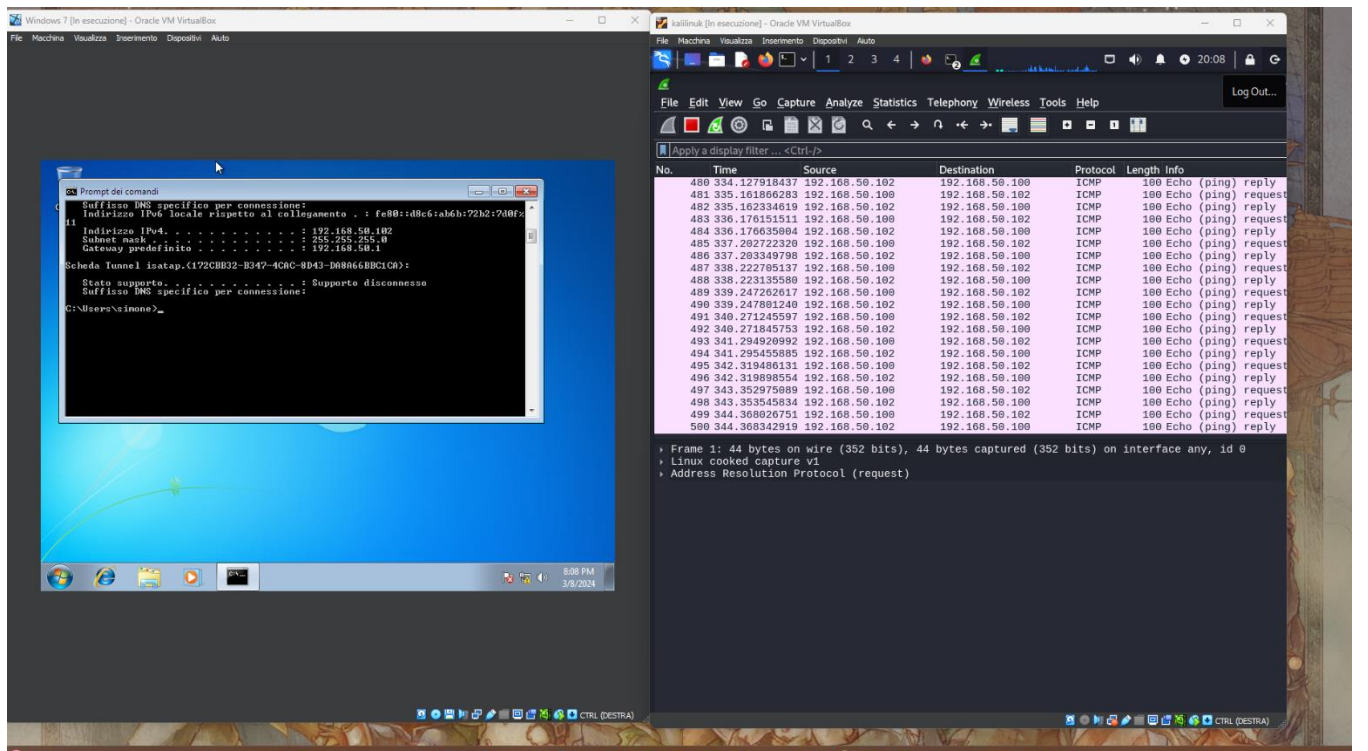 Windows 7 [In esecuzione] - Oracle VM VirtualBox
File Macchina Visualizza Inserimento Dispositivi Aiuto
Prompt dei comandi
Suffisso DNS specifico per connessione:
Indirizzo IPv6 locale rispetto al collegamento . : fe80::d8c6:ab6b:72b2:7d0fx
11
Indirizzo IPv4. . . . . . . . . . . . : 192.168.50.102
Subnet mask . . . . . . . . . . . . . : 255.255.255.0
Gateway predefinito . . . . . . . . . : 192.168.50.1
Scheda Tunnel isatap.{172CBB32-B347-4CAC-8D43-DA8A66BBC1CA}:
Stato supporto. . . . . . . . . . . . : Supporto disconnesso
Suffisso DNS specifico per connessione:
C:\Users\simone>_
8:08 PM
3/8/2024
CTRL (DESTRA)
kalilinuk [In esecuzione] - Oracle VM VirtualBox
File Macchina Visualizza Inserimento Dispositivi Aiuto
1 2 3 4 2 20:08
Log Out...
File Edit View Go Capture Analyze Statistics Telephony Wireless Tools Help
Apply a display filter ... <Ctrl-/>
No. Time Source Destination Protocol Length Info
480 334.127918437 192.168.50.102 192.168.50.100 ICMP 100 Echo (ping) reply
481 335.161866283 192.168.50.100 192.168.50.102 ICMP 100 Echo (ping) request
482 335.162334619 192.168.50.102 192.168.50.100 ICMP 100 Echo (ping) reply
483 336.176151511 192.168.50.100 192.168.50.102 ICMP 100 Echo (ping) request
484 336.176635004 192.168.50.102 192.168.50.100 ICMP 100 Echo (ping) reply
485 337.202722320 192.168.50.100 192.168.50.102 ICMP 100 Echo (ping) request
486 337.203349798 192.168.50.102 192.168.50.100 ICMP 100 Echo (ping) reply
487 338.222705137 192.168.50.100 192.168.50.102 ICMP 100 Echo (ping) request
488 338.223135580 192.168.50.102 192.168.50.100 ICMP 100 Echo (ping) reply
489 339.247262617 192.168.50.100 192.168.50.102 ICMP 100 Echo (ping) request
490 339.247801240 192.168.50.102 192.168.50.100 ICMP 100 Echo (ping) reply
491 340.271245597 192.168.50.100 192.168.50.102 ICMP 100 Echo (ping) request
492 340.271845753 192.168.50.102 192.168.50.100 ICMP 100 Echo (ping) reply
493 341.294920992 192.168.50.100 192.168.50.102 ICMP 100 Echo (ping) request
494 341.295455885 192.168.50.102 192.168.50.100 ICMP 100 Echo (ping) reply
495 342.319486131 192.168.50.100 192.168.50.102 ICMP 100 Echo (ping) request
496 342.319898554 192.168.50.102 192.168.50.100 ICMP 100 Echo (ping) reply
497 343.352975089 192.168.50.100 192.168.50.102 ICMP 100 Echo (ping) request
498 343.353545834 192.168.50.102 192.168.50.100 ICMP 100 Echo (ping) reply
499 344.368026751 192.168.50.100 192.168.50.102 ICMP 100 Echo (ping) request
500 344.368342919 192.168.50.102 192.168.50.100 ICMP 100 Echo (ping) reply
Frame 1: 44 bytes on wire (352 bits), 44 bytes captured (352 bits) on interface any, id 0
Linux cooked capture v1
Address Resolution Protocol (request)
CTRL (DESTRA)